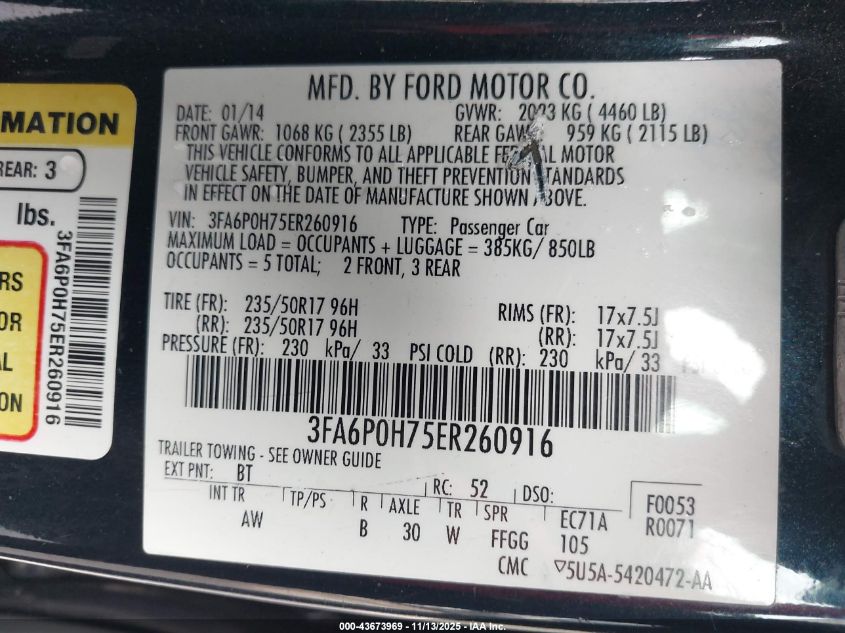 MATION
REAR: 3
lbs.
3FA6P0H75ER260916
RS
OR
AL
ON
MFD. BY FORD MOTOR CO.
DATE: 01/14 GVWR: 2023 KG ( 4460 LB)
FRONT GAWR: 1068 KG ( 2355 LB) REAR GAW 959 KG ( 2115 LB)
THIS VEHICLE CONFORMS TO ALL APPLICABLE FEDERAL MOTOR
VEHICLE SAFETY, BUMPER, AND THEFT PREVENTION STANDARDS
IN EFFECT ON THE DATE OF MANUFACTURE SHOWN ABOVE.
VIN: 3FA6P0H75ER260916 TYPE: Passenger Car
MAXIMUM LOAD = OCCUPANTS + LUGGAGE = 385KG/ 850LB
OCCUPANTS = 5 TOTAL; 2 FRONT, 3 REAR
TIRE (FR): 235/50R17 96H RIMS (FR): 17x7.5J
(RR): 235/50R17 96H (RR): 17x7.5J
PRESSURE (FR): 230 kPa/ 33 PSI COLD (RR): 230 kPa/ 33 PSI
3FA6P0H75ER260916
TRAILER TOWING - SEE OWNER GUIDE
EXT PNT: BT RC: 52 DSO: F0053
INT TR TP/PS R AXLE TR SPR EC71A R0071
AW B 30 W FFGG 105
CMC 5U5A-5420472-AA
000-43673969 - 11/13/2025 - IAA Inc.